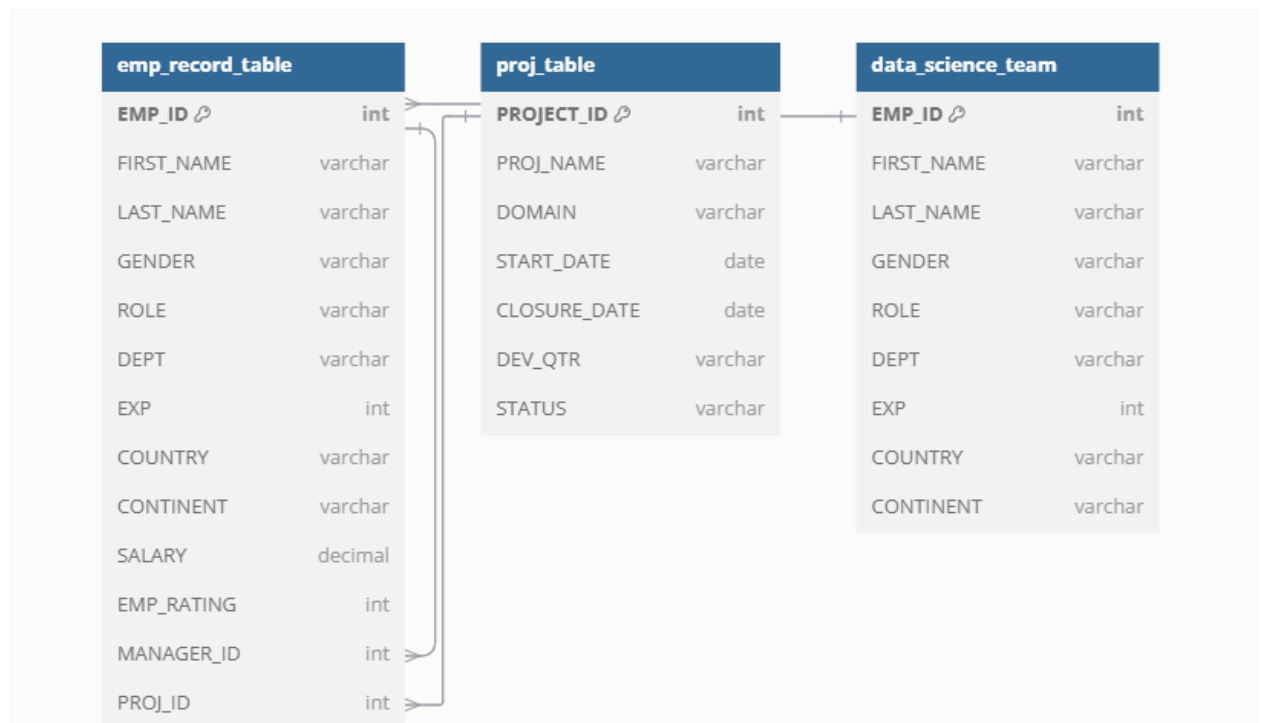 emp_record_table
EMP_ID int
FIRST_NAME varchar
LAST_NAME varchar
GENDER varchar
ROLE varchar
DEPT varchar
EXP int
COUNTRY varchar
CONTINENT varchar
SALARY decimal
EMP_RATING int
MANAGER_ID int
PROJ_ID int
proj_table
PROJECT_ID int
PROJ_NAME varchar
DOMAIN varchar
START_DATE date
CLOSURE_DATE date
DEV_QTR varchar
STATUS varchar
data_science_team
EMP_ID int
FIRST_NAME varchar
LAST_NAME varchar
GENDER varchar
ROLE varchar
DEPT varchar
EXP int
COUNTRY varchar
CONTINENT varchar